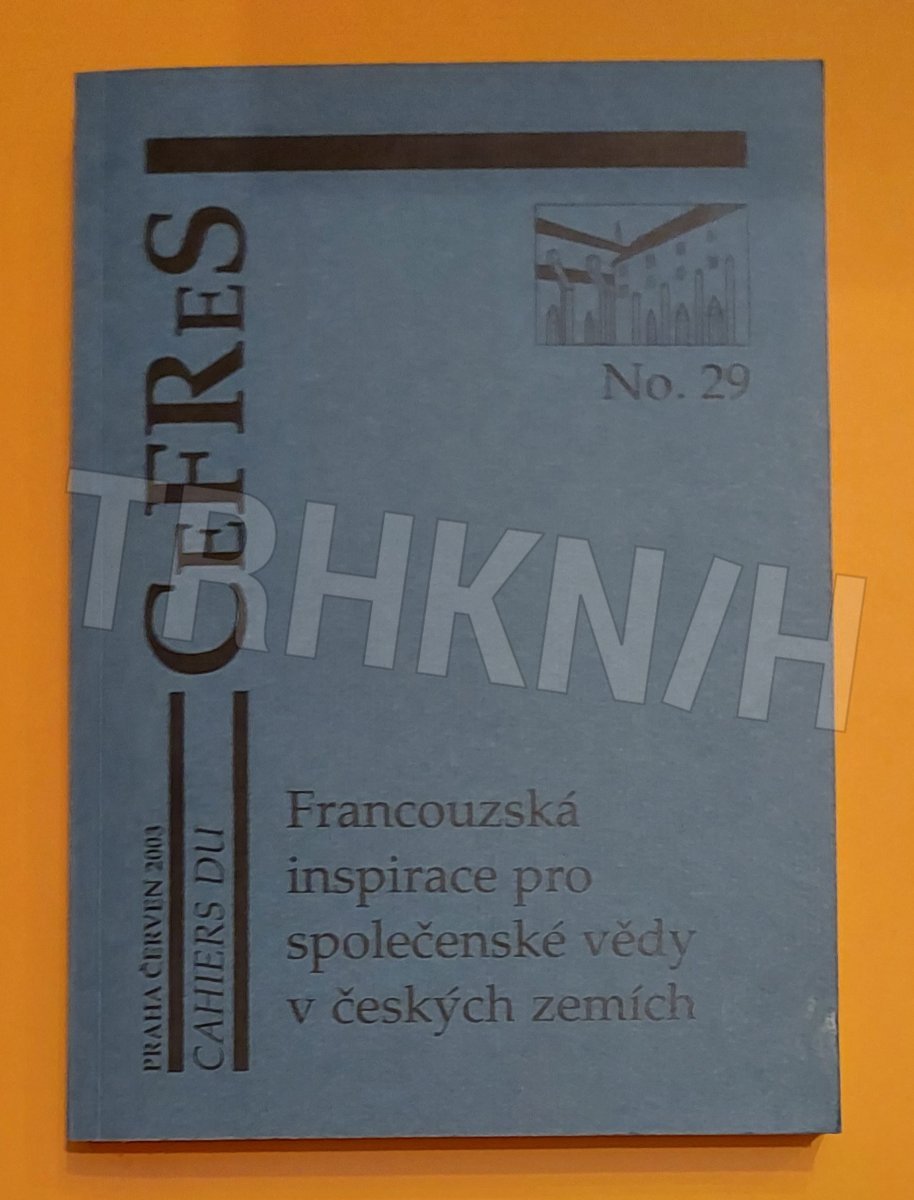 CEFRES
No. 29
TRHKNIH
PRAHA ČERVEN 2003
CAHIERS DU
Francouzská
inspirace pro
společenské vědy
v českých zemích